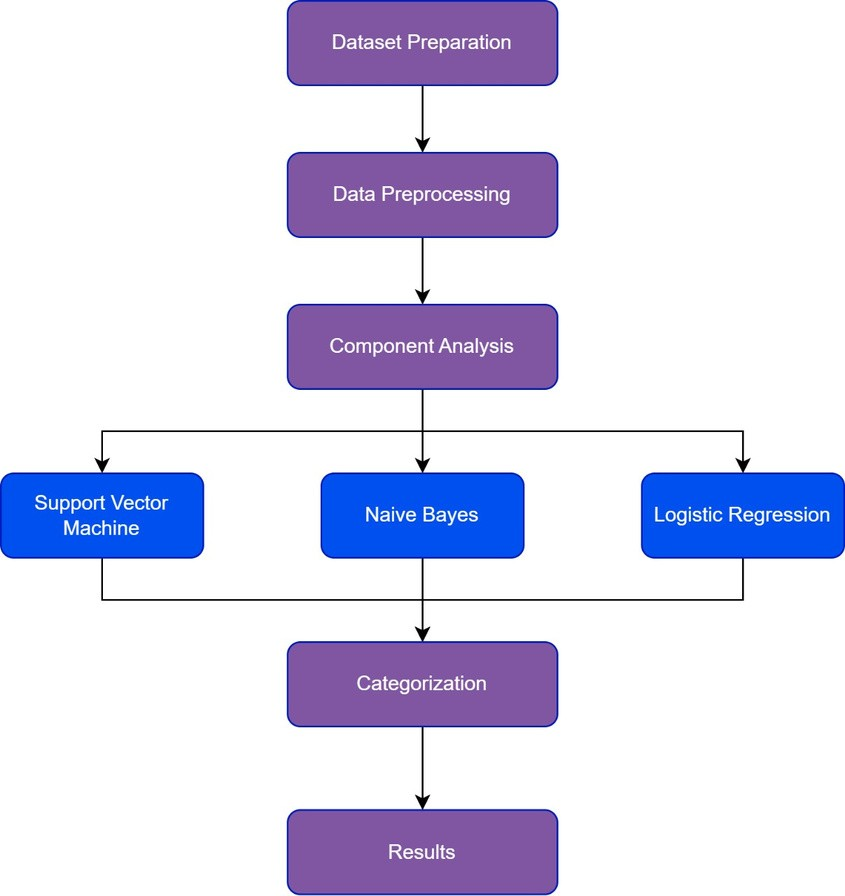 Dataset Preparation
Data Preprocessing
Component Analysis
Support Vector
Machine
Naive Bayes
Logistic Regression
Categorization
Results